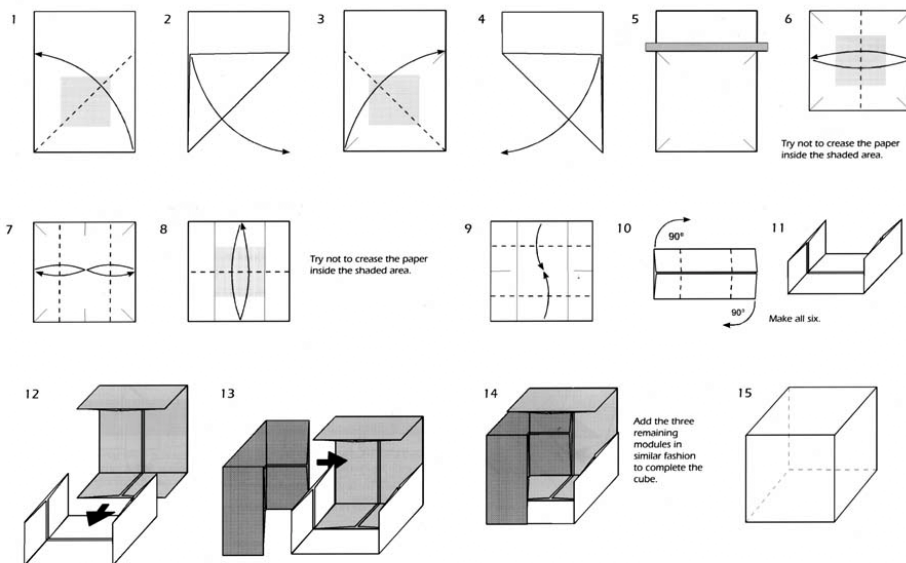 1
2
3
4
5
6
Try not to crease the paper
inside the shaded area.
7
8
Try not to crease the paper
inside the shaded area.
9
10
90°
90°
11
Make all six.
12
13
14
Add the three
remaining
modules in
similar fashion
to complete the
cube.
15